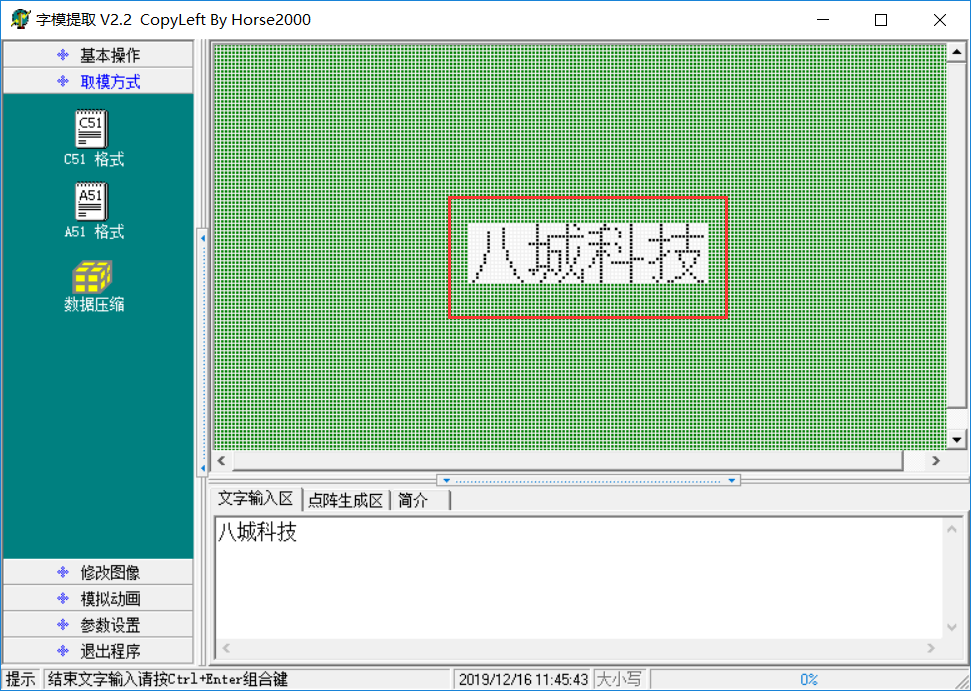 字模提取 V2.2 CopyLeft By Horse2000
基本操作
取模方式
C51
C51 格式
A51
A51 格式
数据压缩
修改图像
模拟动画
参数设置
退出程序
八城科技
文字输入区 点阵生成区 简介
八城科技
提示 结束文字输入请按Ctrl+Enter组合键 2019/12/16 11:45:43 大小写 0%